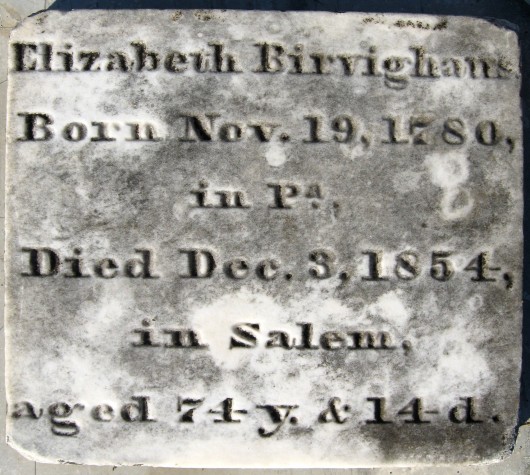 Elizabeth Birvighaus
Born Nov. 19, 1780,
in Pa.,
Died Dec. 3, 1854,
in Salem,
aged 74 y. & 14 d.